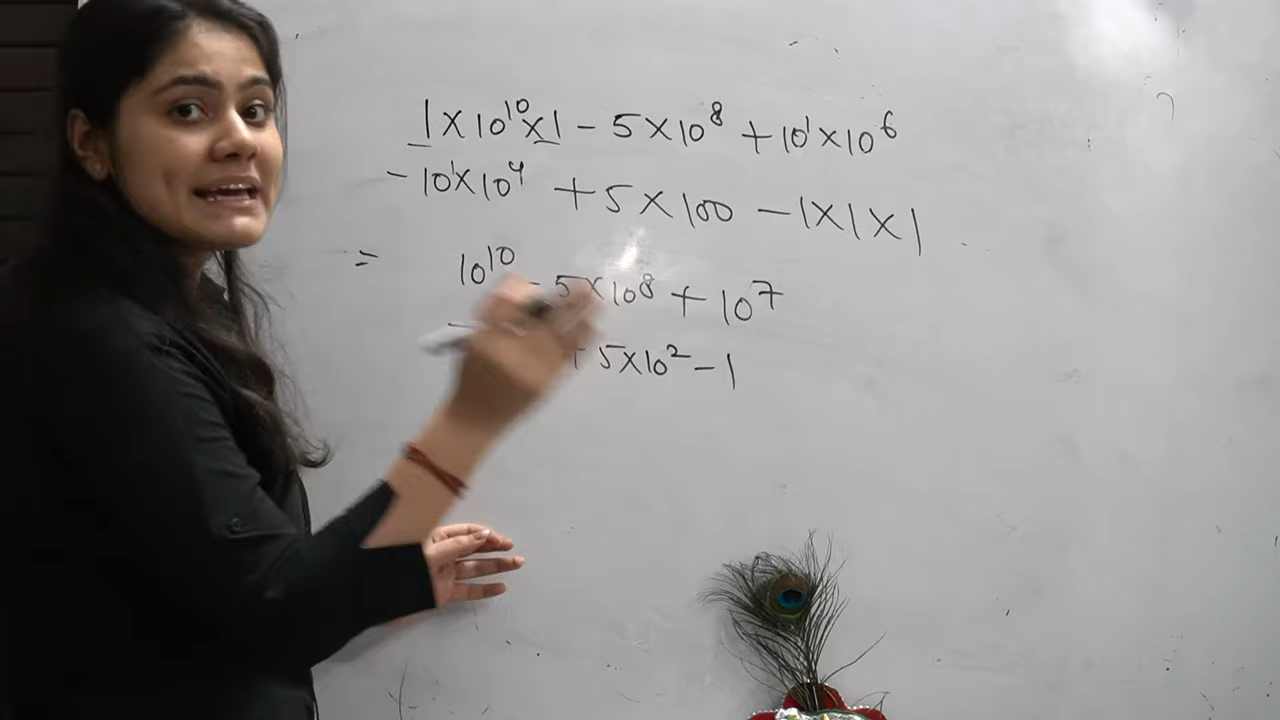 1×10¹⁰×1 - 5×10⁸ + 10¹×10⁶
- 10¹×10⁴ + 5×100 - 1×1×1
= 10¹⁰ - 5×10⁸ + 10⁷
- + 5×10² - 1